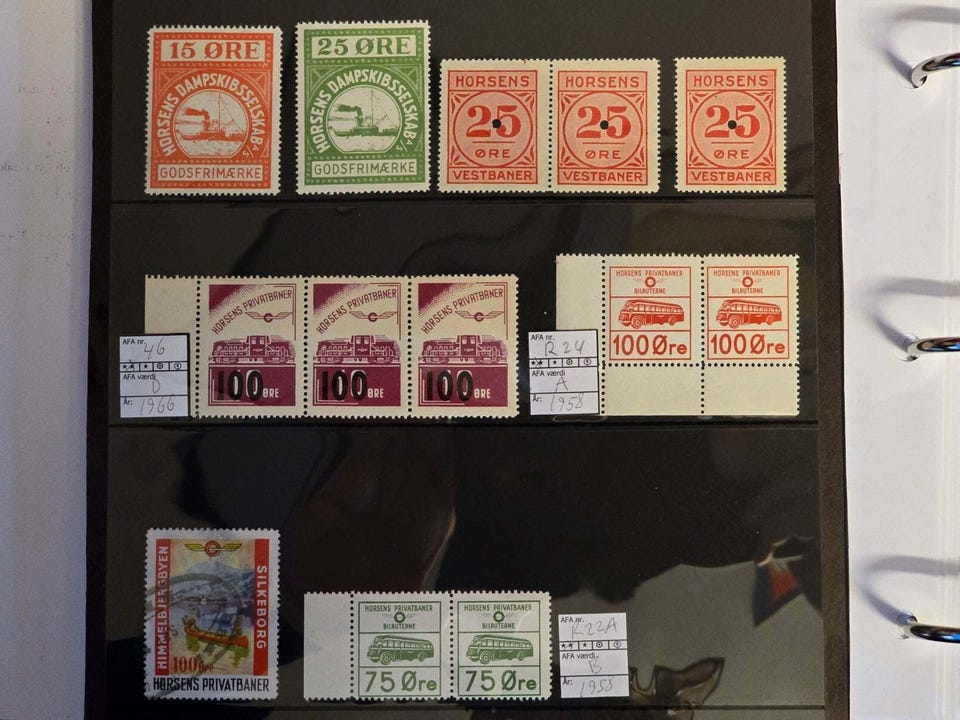 15 ØRE
HORSENS DAMPSKIBSSELSKAB A/S
GODSFRIMÆRKE
25 ØRE
HORSENS DAMPSKIBSSELSKAB A/S
GODSFRIMÆRKE
HORSENS
25
ØRE
VESTBANER
HORSENS
25
ØRE
VESTBANER
HORSENS
25
ØRE
VESTBANER
AFA nr.
46
AFA værdi
D
År:
1966
HORSENS PRIVATBANER
100 ØRE
HORSENS PRIVATBANER
100 ØRE
HORSENS PRIVATBANER
100 ØRE
AFA nr.
R24
AFA værdi
A
År:
1958
HORSENS PRIVATBANER
BILRUTERNE
100 Øre
HORSENS PRIVATBANER
BILRUTERNE
100 Øre
HIMMELBJERGBYEN
SILKEBORG
100 Øre
HORSENS PRIVATBANER
HORSENS PRIVATBANER
BILRUTERNE
75 Øre
HORSENS PRIVATBANER
BILRUTERNE
75 Øre
AFA nr.
R22A
AFA værdi
B
År:
1958